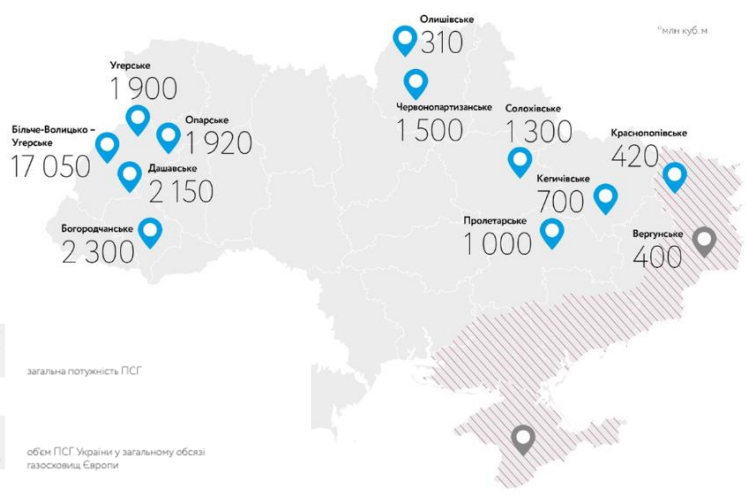 Олишівське
310
*млн куб. м
Угерське
1 900
Червонопартизанське
1 500
Солохівське
1 300
Опарське
1 920
Більче-Волицько –
Угерське
17 050
Краснопопівське
420
Дашавське
2 150
Кегичівське
700
Богородчанське
2 300
Пролетарське
1 000
Вергунське
400
загальна потужність ПСГ
об'єм ПСГ України у загальному обсязі
газосховищ Європи